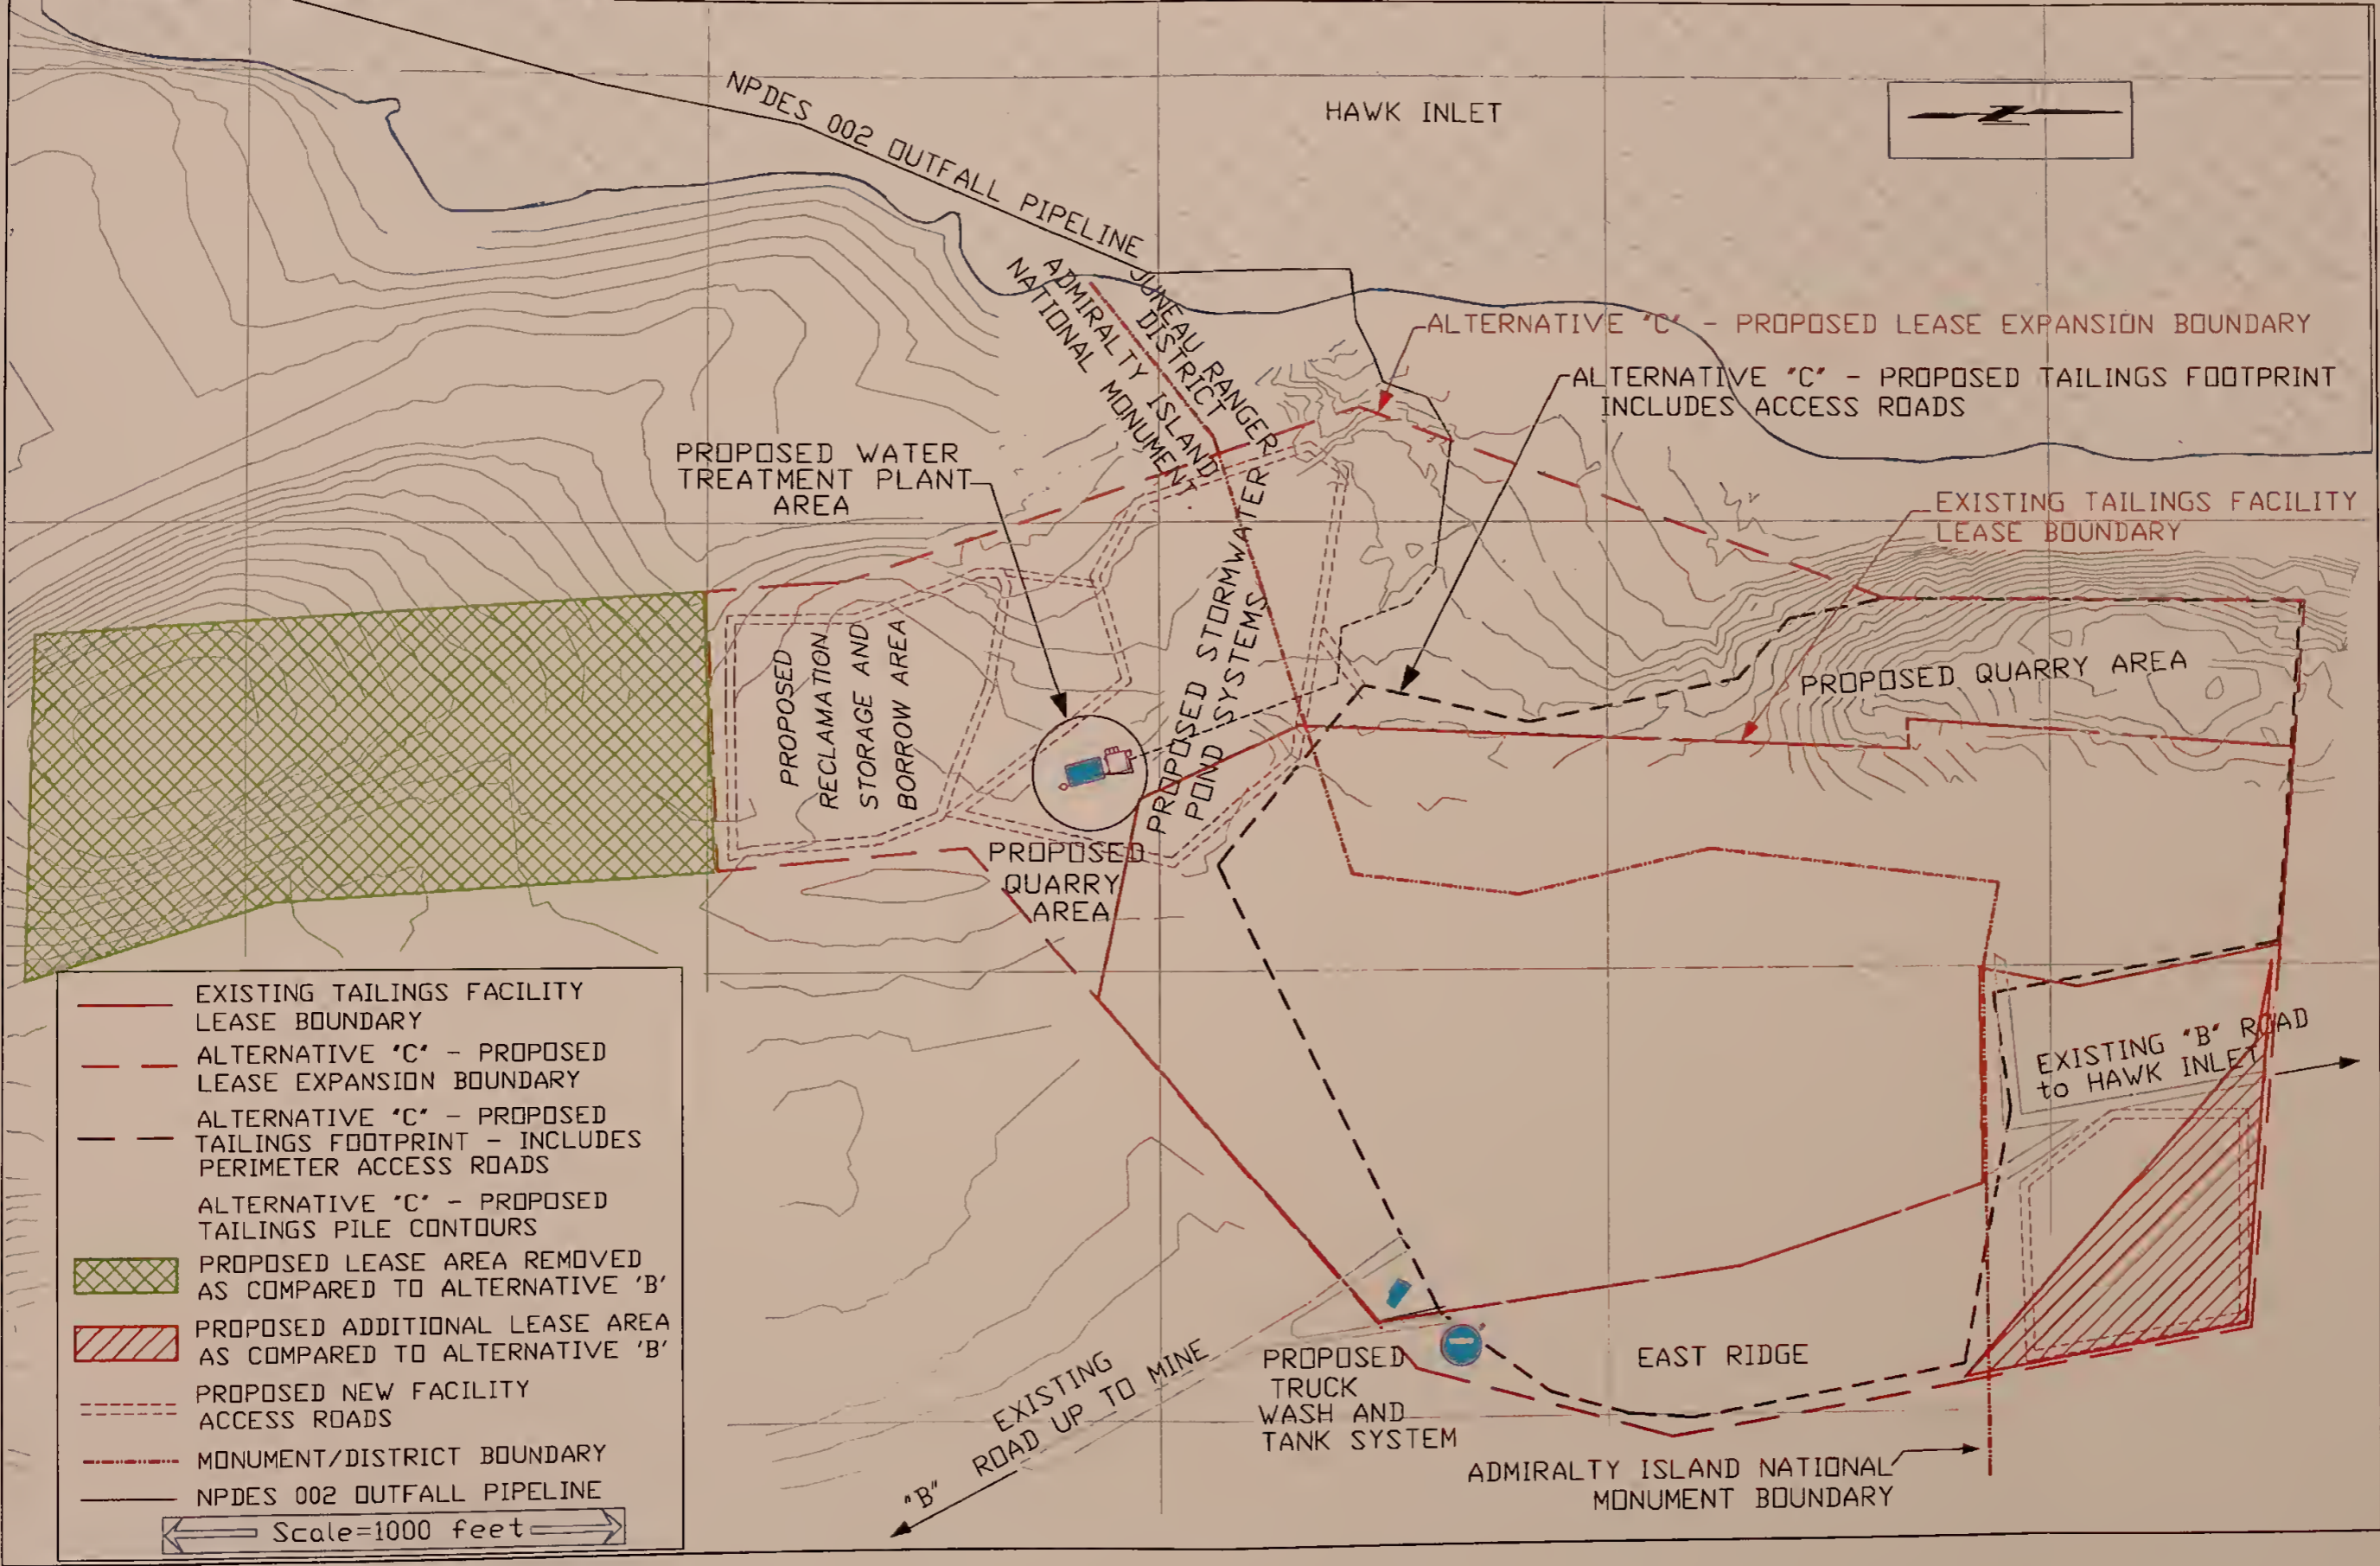 HAWK INLET
NPDES 002 OUTFALL PIPELINE
JUNEAU RANGER
DISTRICT
ADMIRALTY ISLAND
NATIONAL MONUMENT
ALTERNATIVE "C" - PROPOSED LEASE EXPANSION BOUNDARY
ALTERNATIVE "C" - PROPOSED TAILINGS FOOTPRINT
INCLUDES ACCESS ROADS
PROPOSED WATER
TREATMENT PLANT
AREA
EXISTING TAILINGS FACILITY
LEASE BOUNDARY
PROPOSED STORMWATER
POND SYSTEMS
PROPOSED
RECLAMATION
STORAGE AND
BORROW AREA
PROPOSED QUARRY AREA
PROPOSED
QUARRY
AREA
EXISTING "B" ROAD
to HAWK INLET
EXISTING
"B" ROAD UP TO MINE
PROPOSED
TRUCK
WASH AND
TANK SYSTEM
EAST RIDGE
ADMIRALTY ISLAND NATIONAL
MONUMENT BOUNDARY
EXISTING TAILINGS FACILITY
LEASE BOUNDARY
ALTERNATIVE "C" - PROPOSED
LEASE EXPANSION BOUNDARY
ALTERNATIVE "C" - PROPOSED
TAILINGS FOOTPRINT - INCLUDES
PERIMETER ACCESS ROADS
ALTERNATIVE "C" - PROPOSED
TAILINGS PILE CONTOURS
PROPOSED LEASE AREA REMOVED
AS COMPARED TO ALTERNATIVE 'B'
PROPOSED ADDITIONAL LEASE AREA
AS COMPARED TO ALTERNATIVE 'B'
PROPOSED NEW FACILITY
ACCESS ROADS
MONUMENT/DISTRICT BOUNDARY
NPDES 002 OUTFALL PIPELINE
Scale=1000 feet